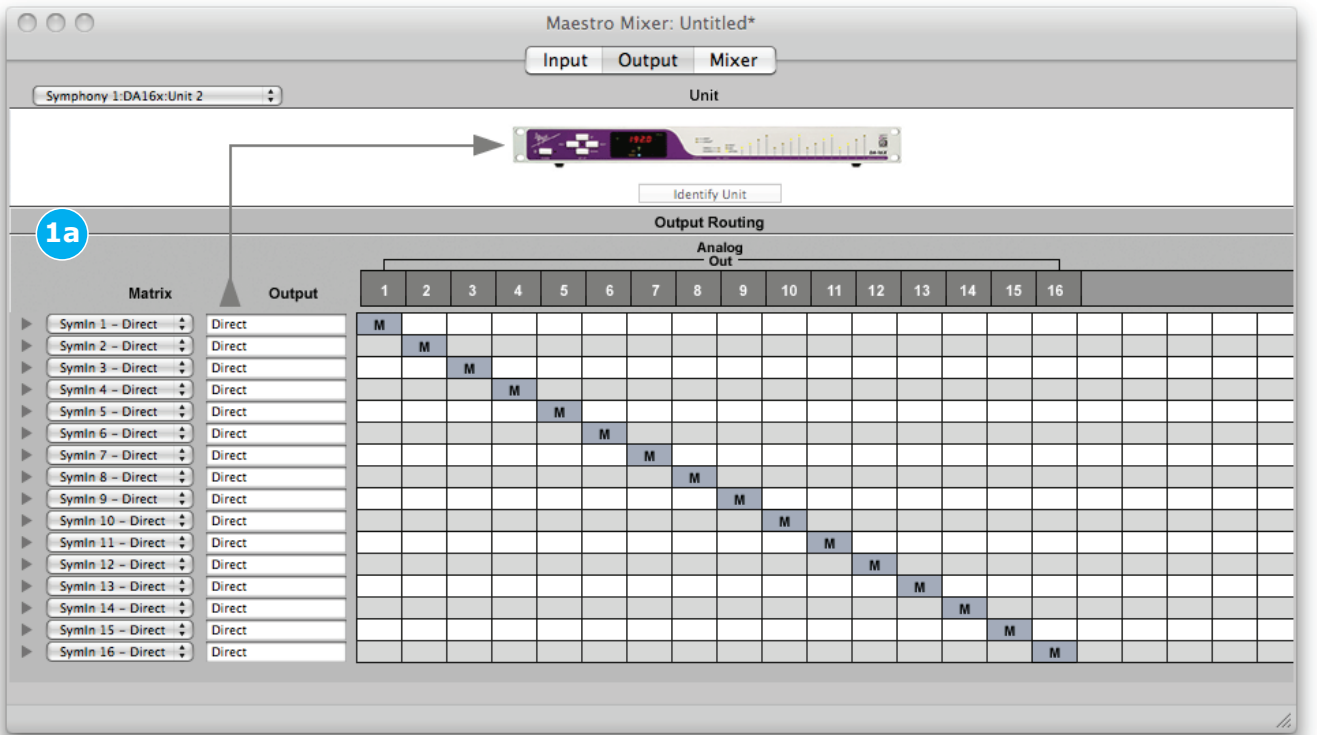 Maestro Mixer: Untitled*
Input Output Mixer
Symphony 1:DA16x:Unit 2 Unit
192.0
Identify Unit
Output Routing
1a
Analog
Out
Matrix Output 1 2 3 4 5 6 7 8 9 10 11 12 13 14 15 16
SymIn 1 – Direct Direct M
SymIn 2 – Direct Direct M
SymIn 3 – Direct Direct M
SymIn 4 – Direct Direct M
SymIn 5 – Direct Direct M
SymIn 6 – Direct Direct M
SymIn 7 – Direct Direct M
SymIn 8 – Direct Direct M
SymIn 9 – Direct Direct M
SymIn 10 – Direct Direct M
SymIn 11 – Direct Direct M
SymIn 12 – Direct Direct M
SymIn 13 – Direct Direct M
SymIn 14 – Direct Direct M
SymIn 15 – Direct Direct M
SymIn 16 – Direct Direct M